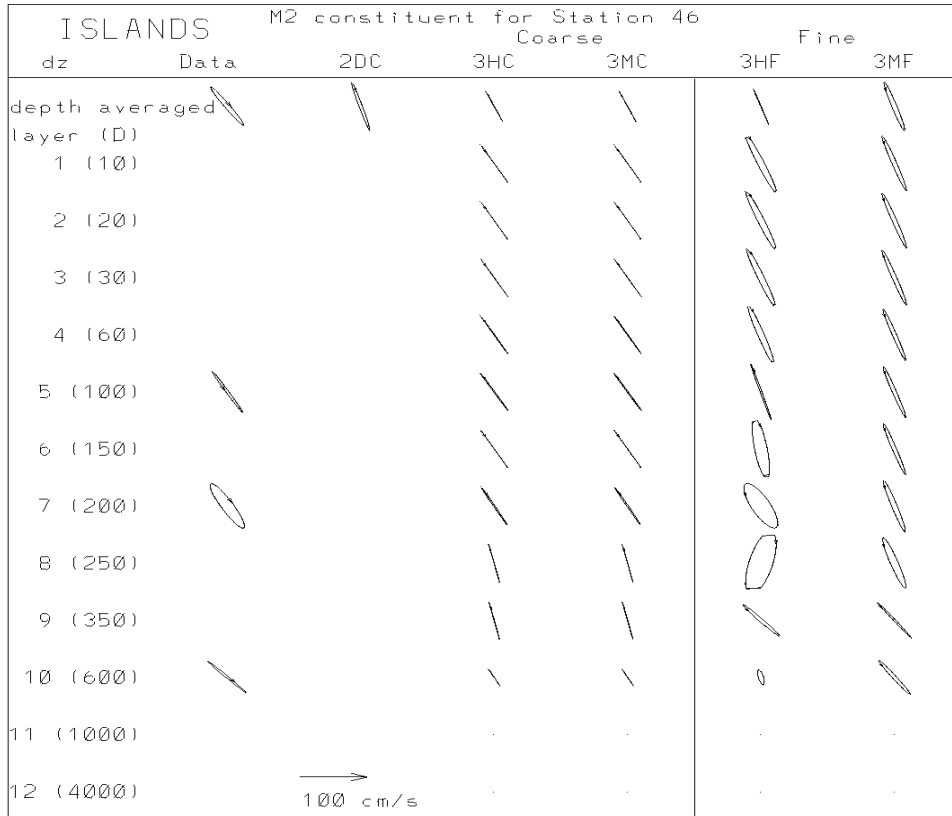 ISLANDS
M2 constituent for Station 46
Coarse Fine
dz Data 2DC 3HC 3MC 3HF 3MF
depth averaged
layer (D)
1 (10)
2 (20)
3 (30)
4 (60)
5 (100)
6 (150)
7 (200)
8 (250)
9 (350)
10 (600)
11 (1000)
12 (4000)
100 cm/s